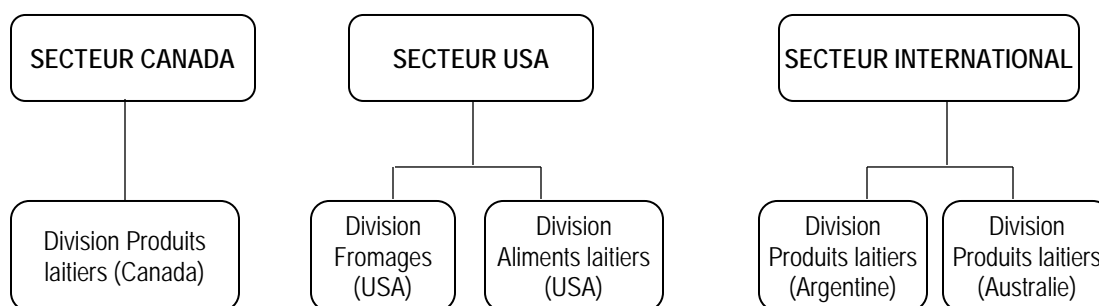 SECTEUR CANADA
SECTEUR USA
SECTEUR INTERNATIONAL
Division Produits
laitiers (Canada)
Division
Fromages
(USA)
Division
Aliments laitiers
(USA)
Division
Produits laitiers
(Argentine)
Division
Produits laitiers
(Australie)